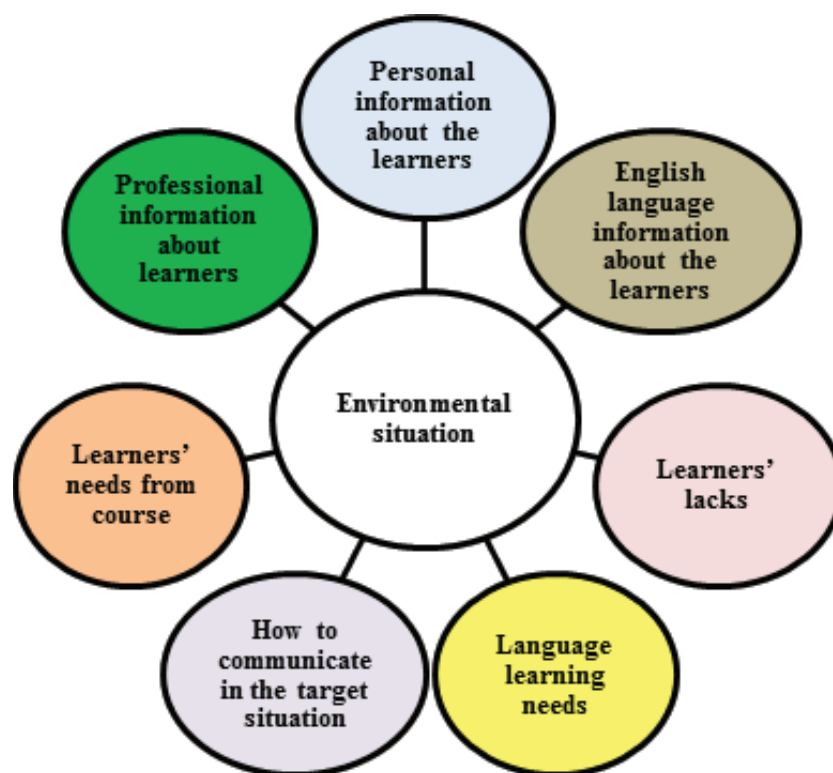 Personal
information
about the
learners
English
language
information
about the
learners
Learners’
lacks
Language
learning
needs
How to
communicate
in the target
situation
Learners’
needs from
course
Professional
information
about
learners
Environmental
situation